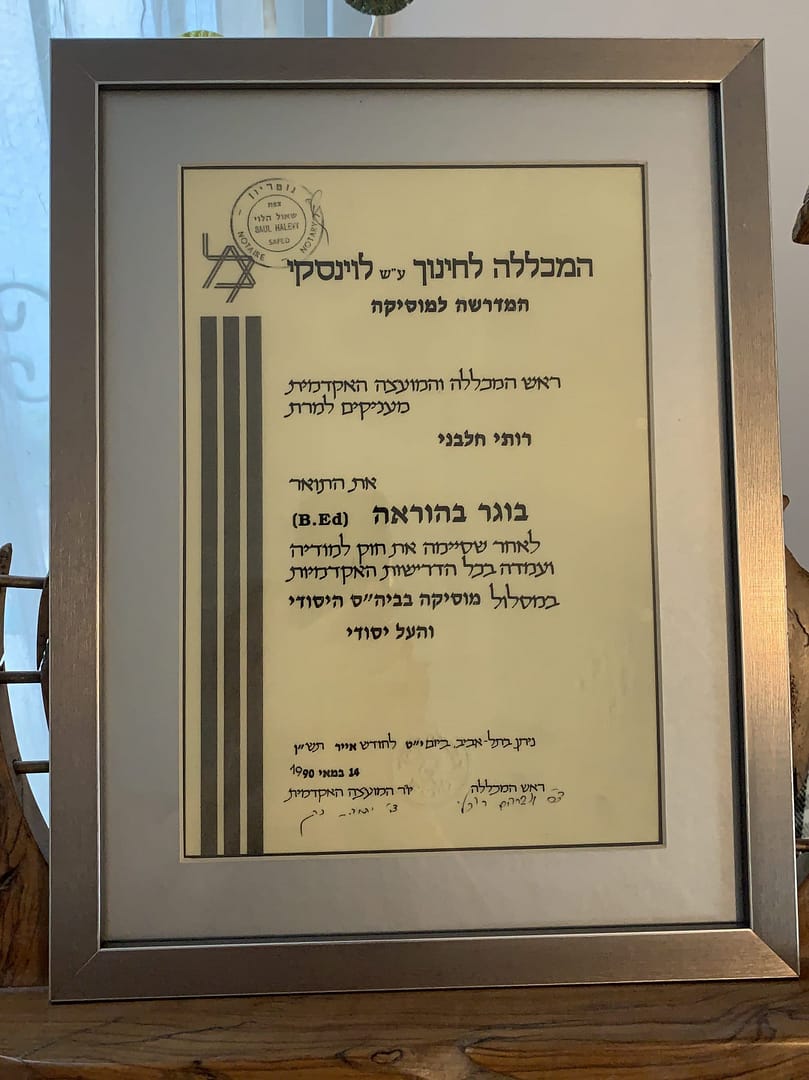 נוטריון
צפת
שאול הלוי
SAUL HALEVY
SAFED
NOTAIRE NOTARY
המכללה לחינוך ע"ש לוינסקי
המדרשה למוסיקה
ראש המכללה והמועצה האקדמית
מעניקים למרת
רותי חלבני
את התואר
בוגר בהוראה (B.Ed)
לאחר שסיימה את חוק למודיה
ועמדה בכל הדרישות האקדמיות
במסלול מוסיקה בביה"ס היסודי
והעל יסודי
ניתן בתל-אביב, ביום י"ט לחודש אייר תש"ן
14 במאי 1990
ראש המכללה יו"ר המועצה האקדמית